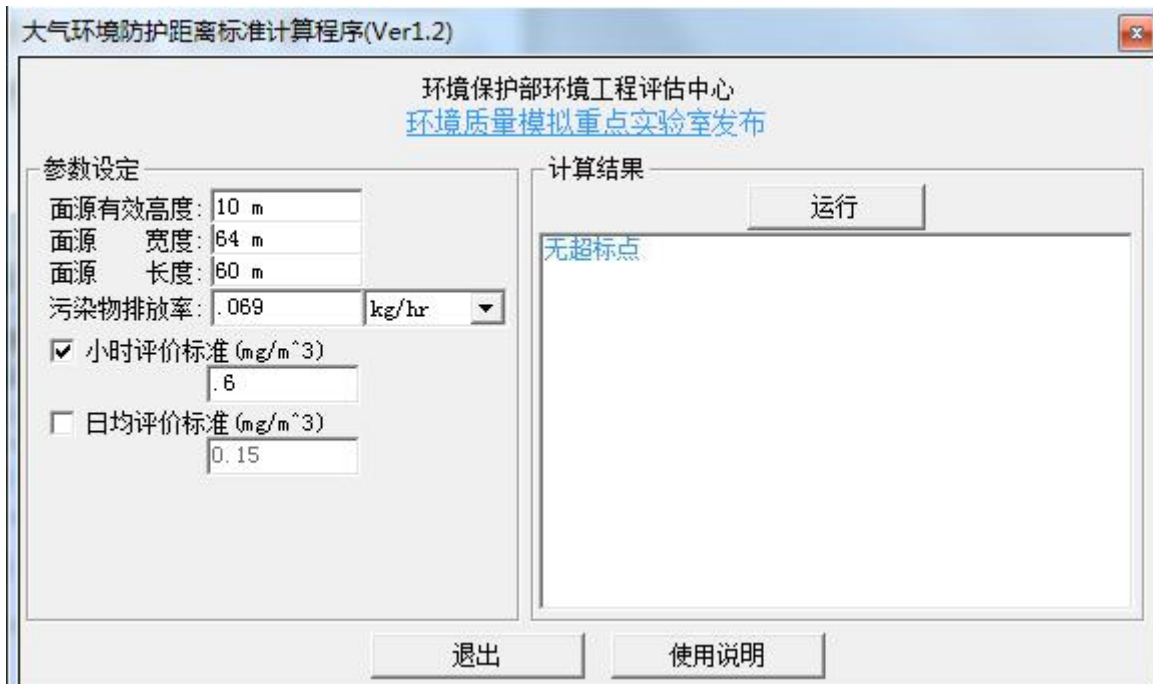 大气环境防护距离标准计算程序(Ver1.2)
环境保护部环境工程评估中心
环境质量模拟重点实验室发布
参数设定
面源有效高度: 10 m
面源 宽度: 64 m
面源 长度: 60 m
污染物排放率: .069 kg/hr
小时评价标准(mg/m^3)
.6
日均评价标准(mg/m^3)
0.15
计算结果
运行
无超标点
退出 使用说明